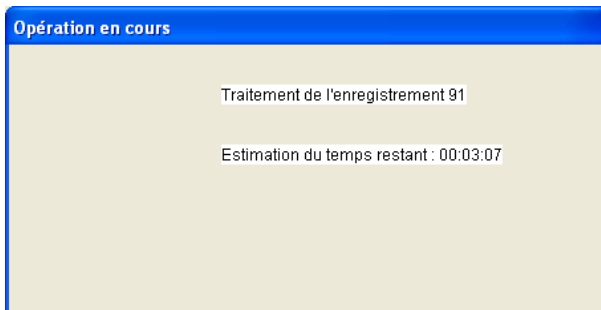 Opération en cours
Traitement de l'enregistrement 91
Estimation du temps restant : 00:03:07